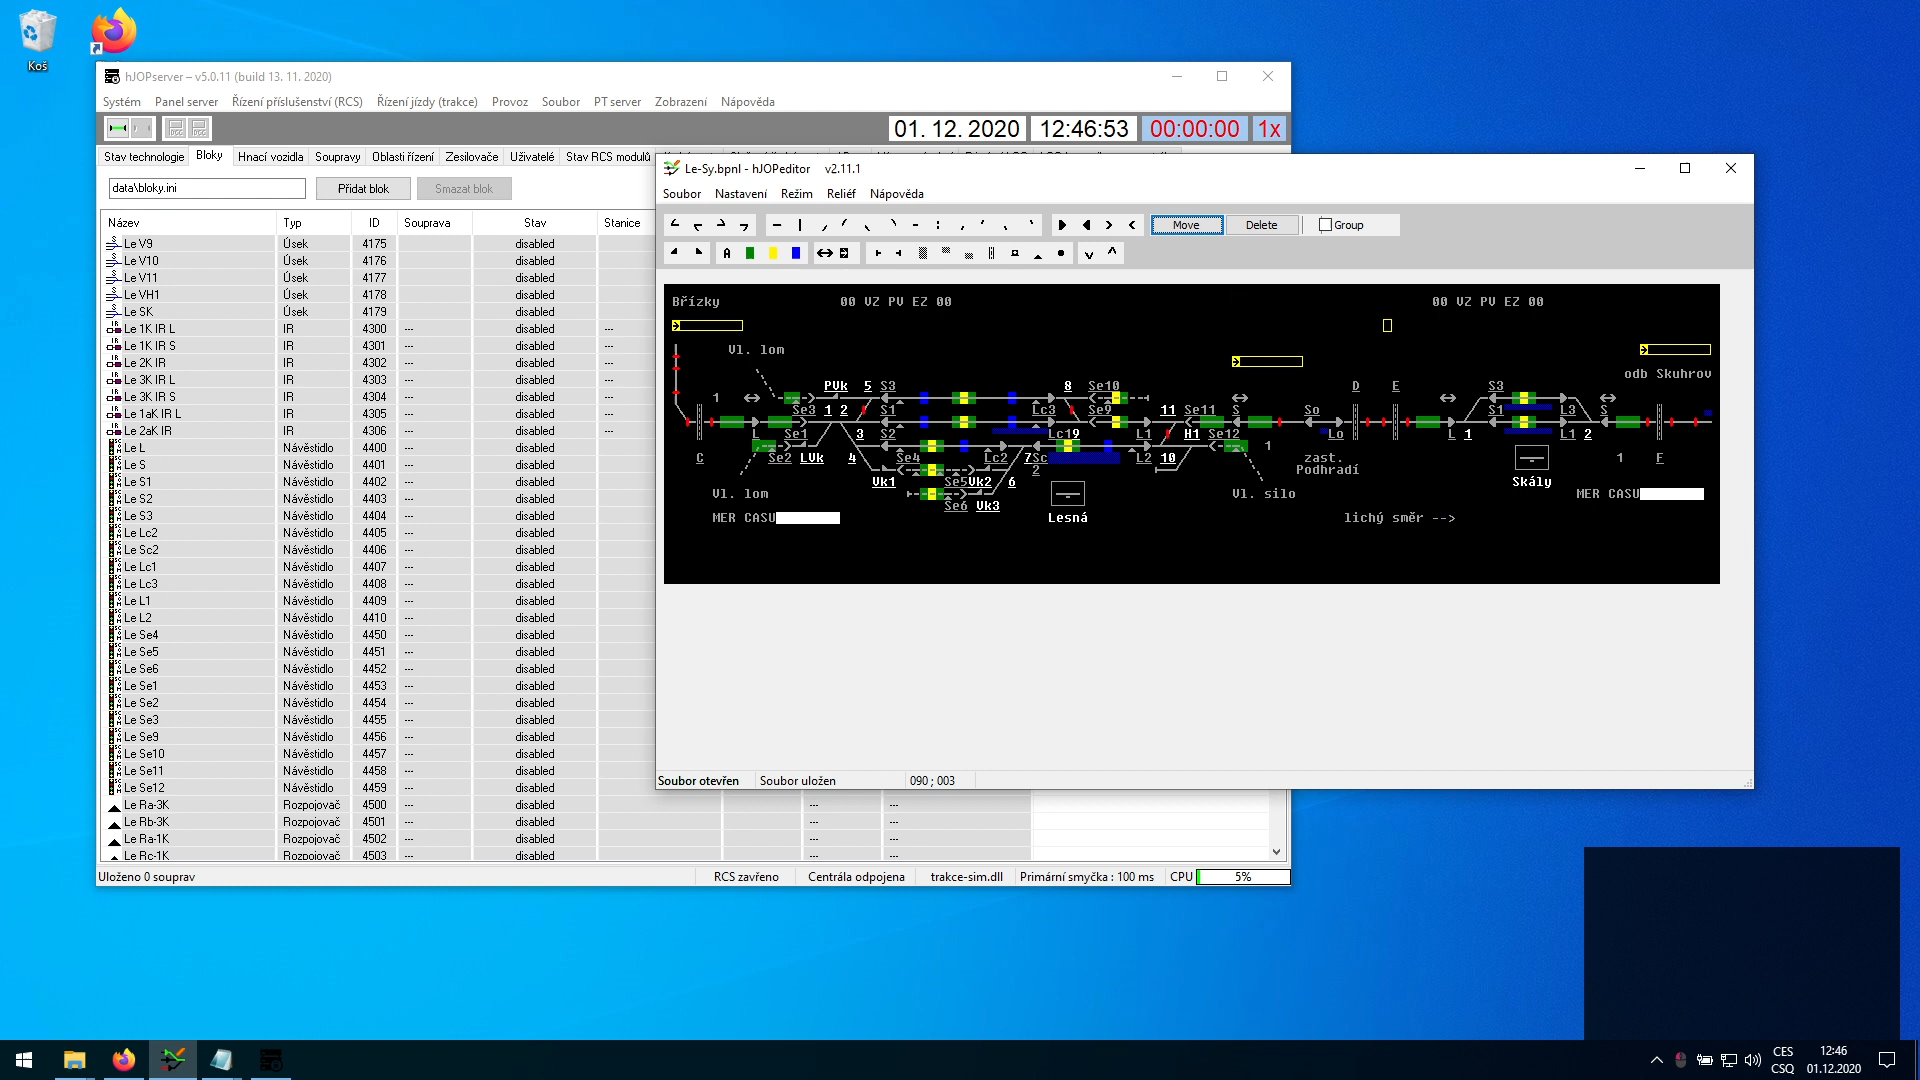 Koš
hJOPserver – v5.0.11 (build 13. 11. 2020)
Systém Panel server Řízení příslušenství (RCS) Řízení jízdy (trakce) Provoz Soubor PT server Zobrazení Nápověda
01. 12. 2020 12:46:53 00:00:00 1x
Stav technologie Bloky Hnací vozidla Soupravy Oblasti řízení Zesilovače Uživatelé Stav RCS modulů
data\bloky.ini Přidat blok Smazat blok
Název Typ ID Souprava Stav Stanice
Le V9 Úsek 4175 disabled
Le V10 Úsek 4176 disabled
Le V11 Úsek 4177 disabled
Le VH1 Úsek 4178 disabled
Le SK Úsek 4179 disabled
Le 1K IR L IR 4300 --- disabled ---
Le 1K IR S IR 4301 --- disabled ---
Le 2K IR IR 4302 --- disabled ---
Le 3K IR L IR 4303 --- disabled ---
Le 3K IR S IR 4304 --- disabled ---
Le 1aK IR L IR 4305 --- disabled ---
Le 2aK IR IR 4306 --- disabled ---
Le L Návěstidlo 4400 --- disabled
Le S Návěstidlo 4401 --- disabled
Le S1 Návěstidlo 4402 --- disabled
Le S2 Návěstidlo 4403 --- disabled
Le S3 Návěstidlo 4404 --- disabled
Le Lc2 Návěstidlo 4405 --- disabled
Le Sc2 Návěstidlo 4406 --- disabled
Le Lc1 Návěstidlo 4407 --- disabled
Le Lc3 Návěstidlo 4408 --- disabled
Le L1 Návěstidlo 4409 --- disabled
Le L2 Návěstidlo 4410 --- disabled
Le Se4 Návěstidlo 4450 --- disabled
Le Se5 Návěstidlo 4451 --- disabled
Le Se6 Návěstidlo 4452 --- disabled
Le Se1 Návěstidlo 4453 --- disabled
Le Se2 Návěstidlo 4454 --- disabled
Le Se3 Návěstidlo 4455 --- disabled
Le Se9 Návěstidlo 4456 --- disabled
Le Se10 Návěstidlo 4457 --- disabled
Le Se11 Návěstidlo 4458 --- disabled
Le Se12 Návěstidlo 4459 --- disabled
Le Ra-3K Rozpojovač 4500 --- disabled --- ---
Le Rb-3K Rozpojovač 4501 --- disabled --- ---
Le Ra-1K Rozpojovač 4502 --- disabled --- ---
Le Rc-1K Rozpojovač 4503 --- disabled --- ---
Uloženo 0 souprav RCS zavřeno Centrála odpojena trakce-sim.dll Primární smyčka : 100 ms CPU 5%
Le-Sy.bpnl - hJOPeditor v2.11.1
Soubor Nastavení Režim Reliéf Nápověda
Move Delete Group
A
Břízky 00 VZ PV EZ 00 00 VZ PV EZ 00
Vl. lom
odb Skuhrov
PVk 5 S3 8 Se10 D E S3
1 Se3 1 2 S1 Lc3 Se9 11 Se11 S So S1 L3 S
L Se1 3 S2 Lc1 9 L1 H1 Se12 Lo L 1 L1 2
C Se2 LVk 4 Se4 Lc2 7 Sc 2 L2 10 1 zast. 1 F
Podhradí
Vk1 Se5 Vk2 6 Skály
Vl. lom Vl. silo MER CASU
Se6 Vk3
MER CASU Lesná lichý směr -->
Soubor otevřen Soubor uložen 090 ; 003
CES 12:46
CSQ 01.12.2020